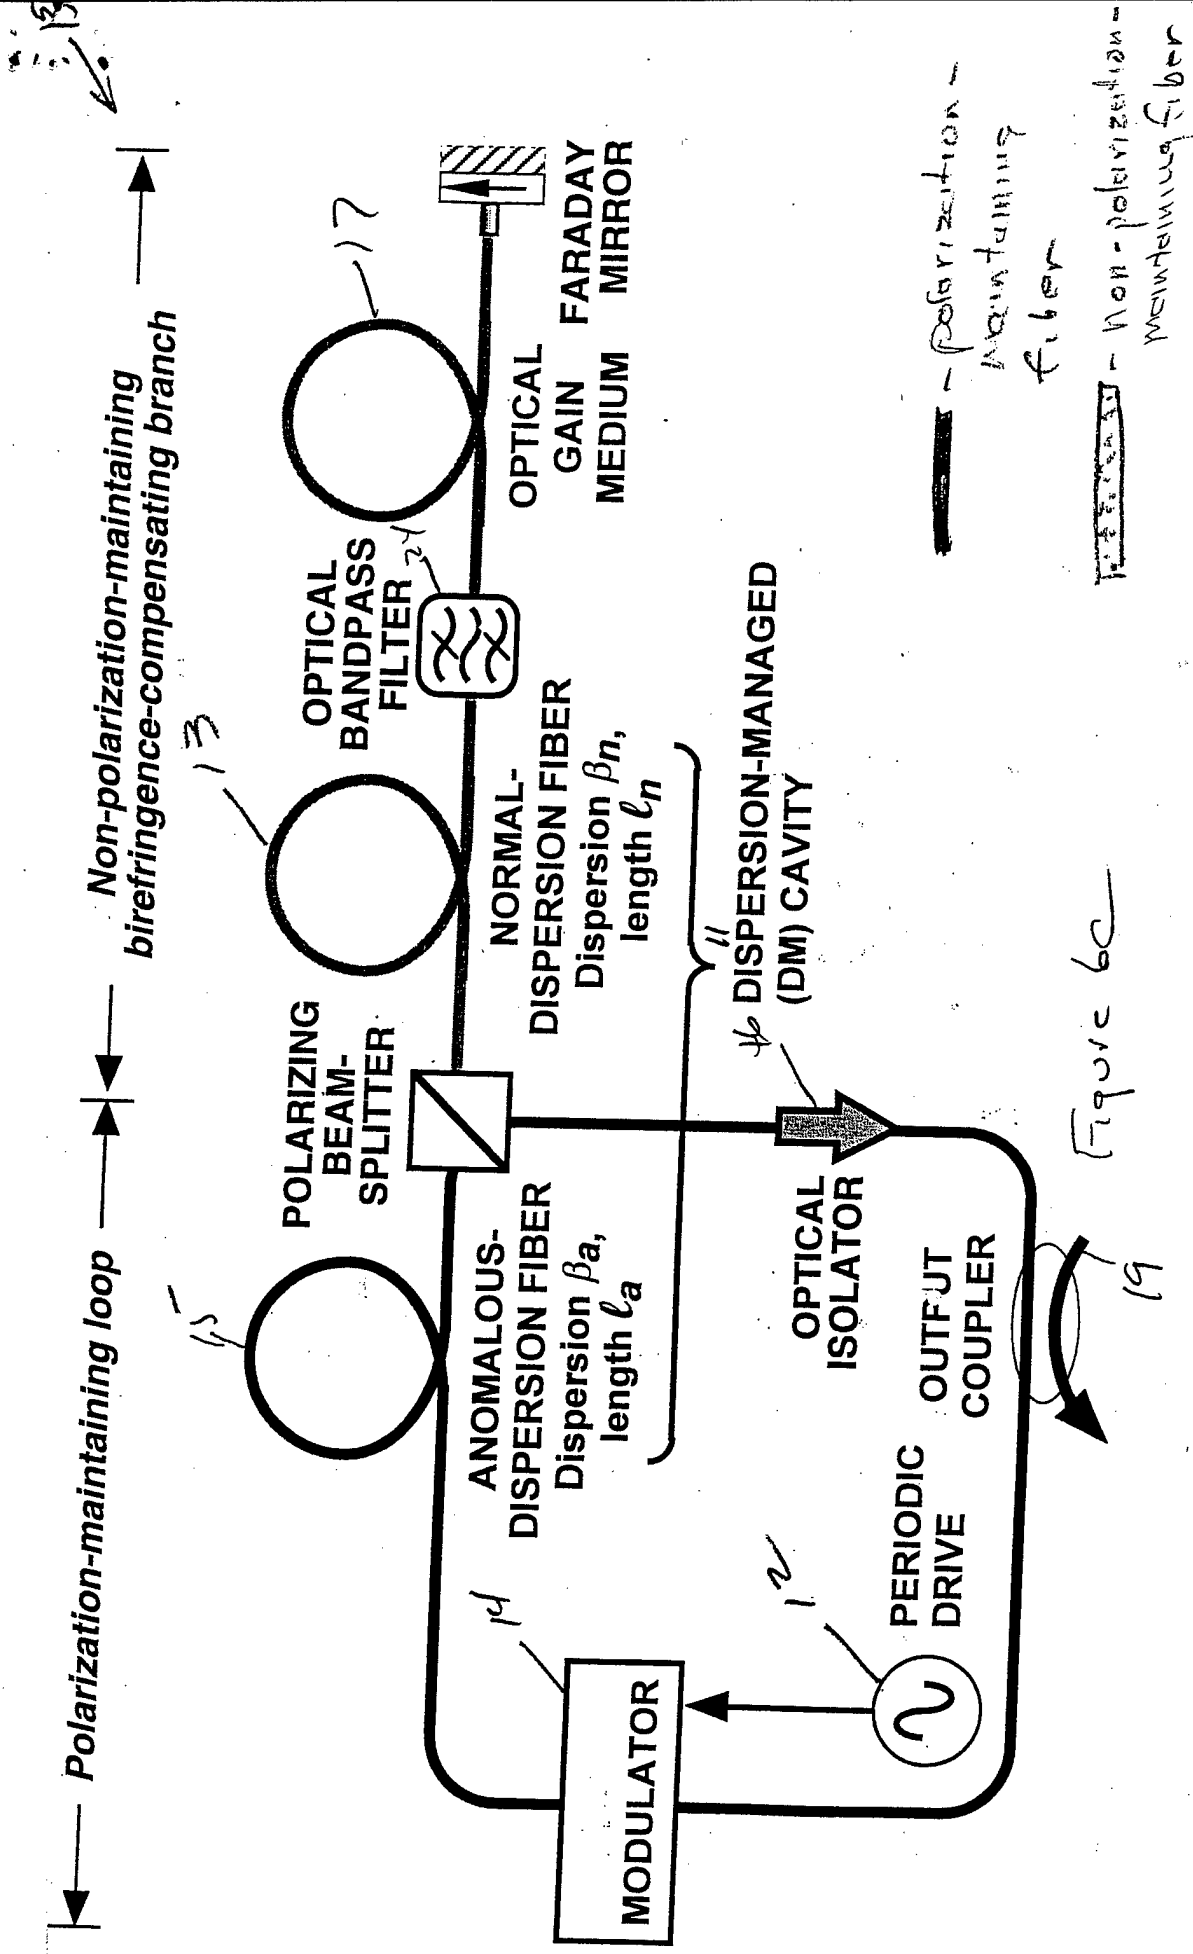 Polarization-maintaining loop
Non-polarization-maintaining
birefringence-compensating branch
15
POLARIZING
BEAM-
SPLITTER
13
OPTICAL
BANDPASS
FILTER
24
17
ANOMALOUS-
DISPERSION FIBER
Dispersion βa,
length ℓa
NORMAL-
DISPERSION FIBER
Dispersion βn,
length ℓn
OPTICAL
GAIN
MEDIUM
FARADAY
MIRROR
14
MODULATOR
16
11
DISPERSION-MANAGED
(DM) CAVITY
OPTICAL
ISOLATOR
12
PERIODIC
DRIVE
OUTPUT
COUPLER
19
- polarization-
maintaining
fiber
- non-polarization-
maintaining fiber
Figure 6C